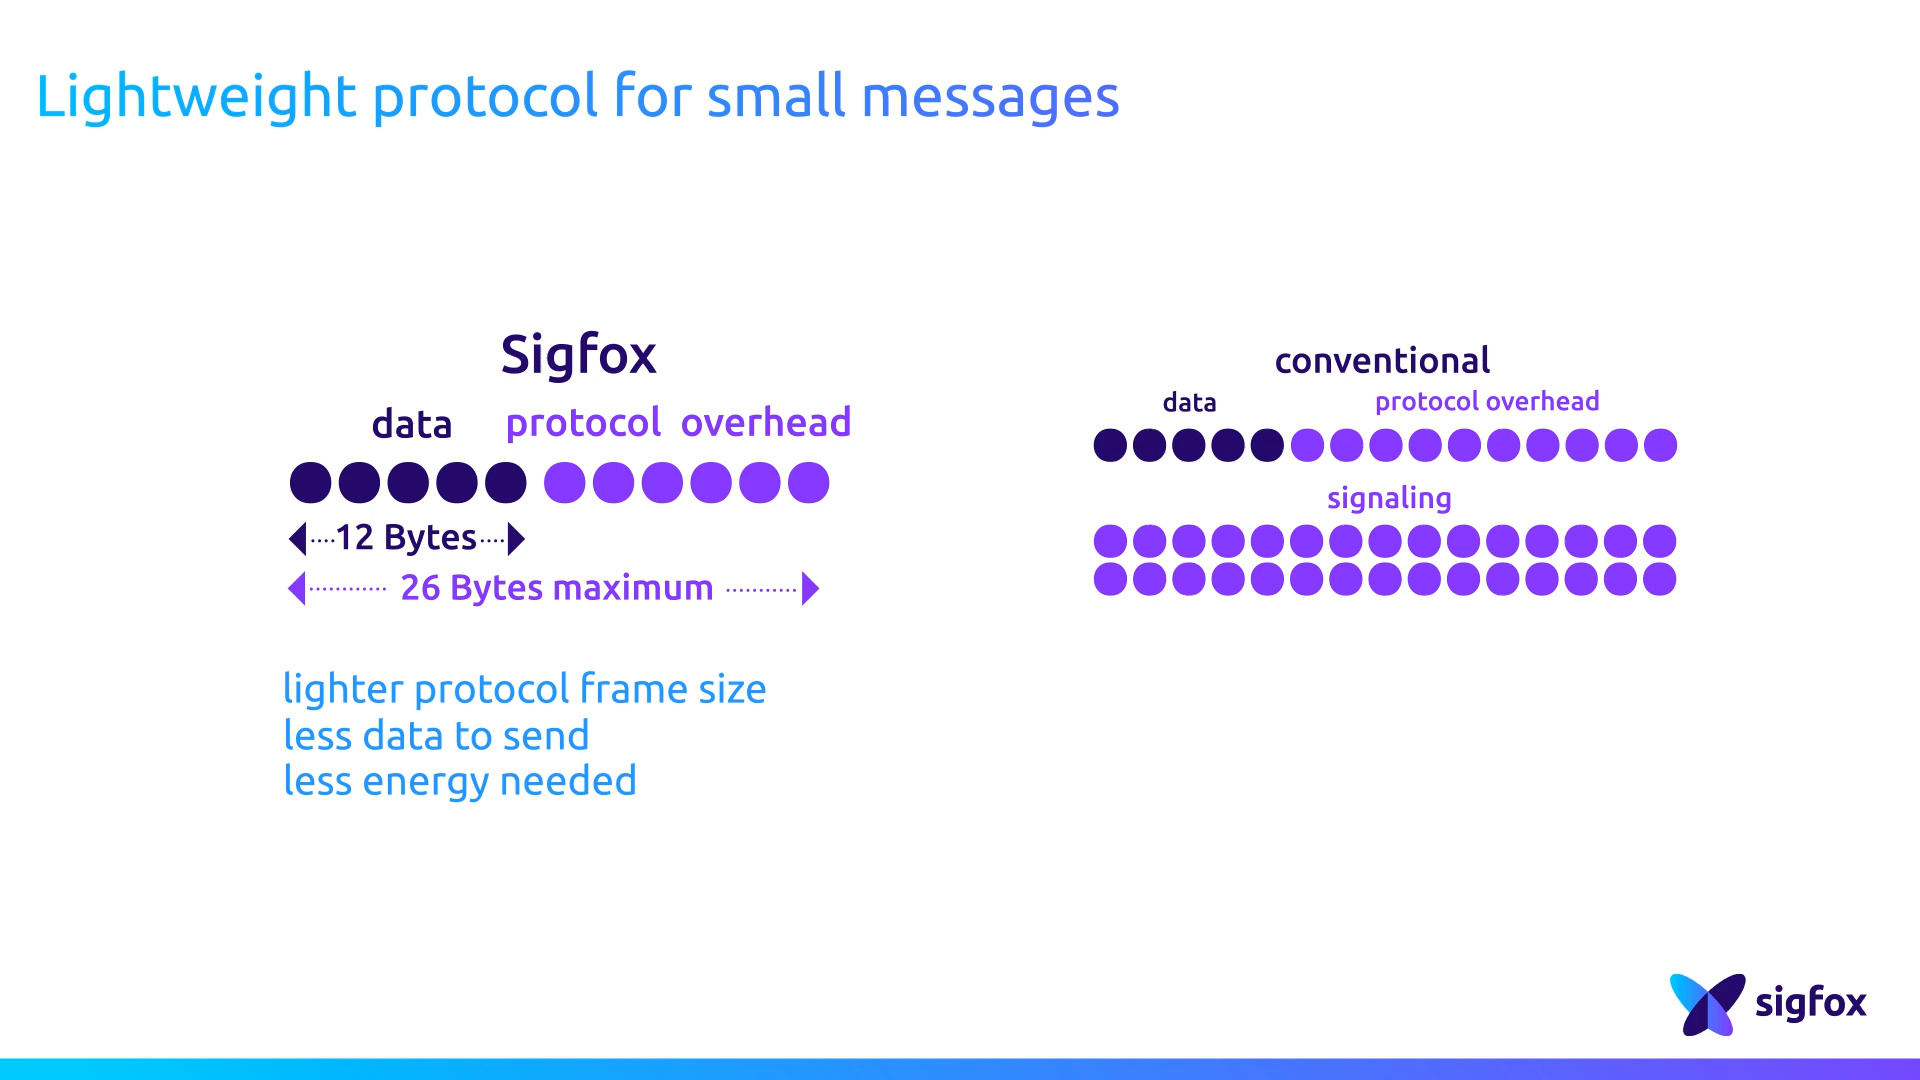 Lightweight protocol for small messages
Sigfox
data protocol overhead
12 Bytes
26 Bytes maximum
lighter protocol frame size
less data to send
less energy needed
conventional
data protocol overhead
signaling
sigfox